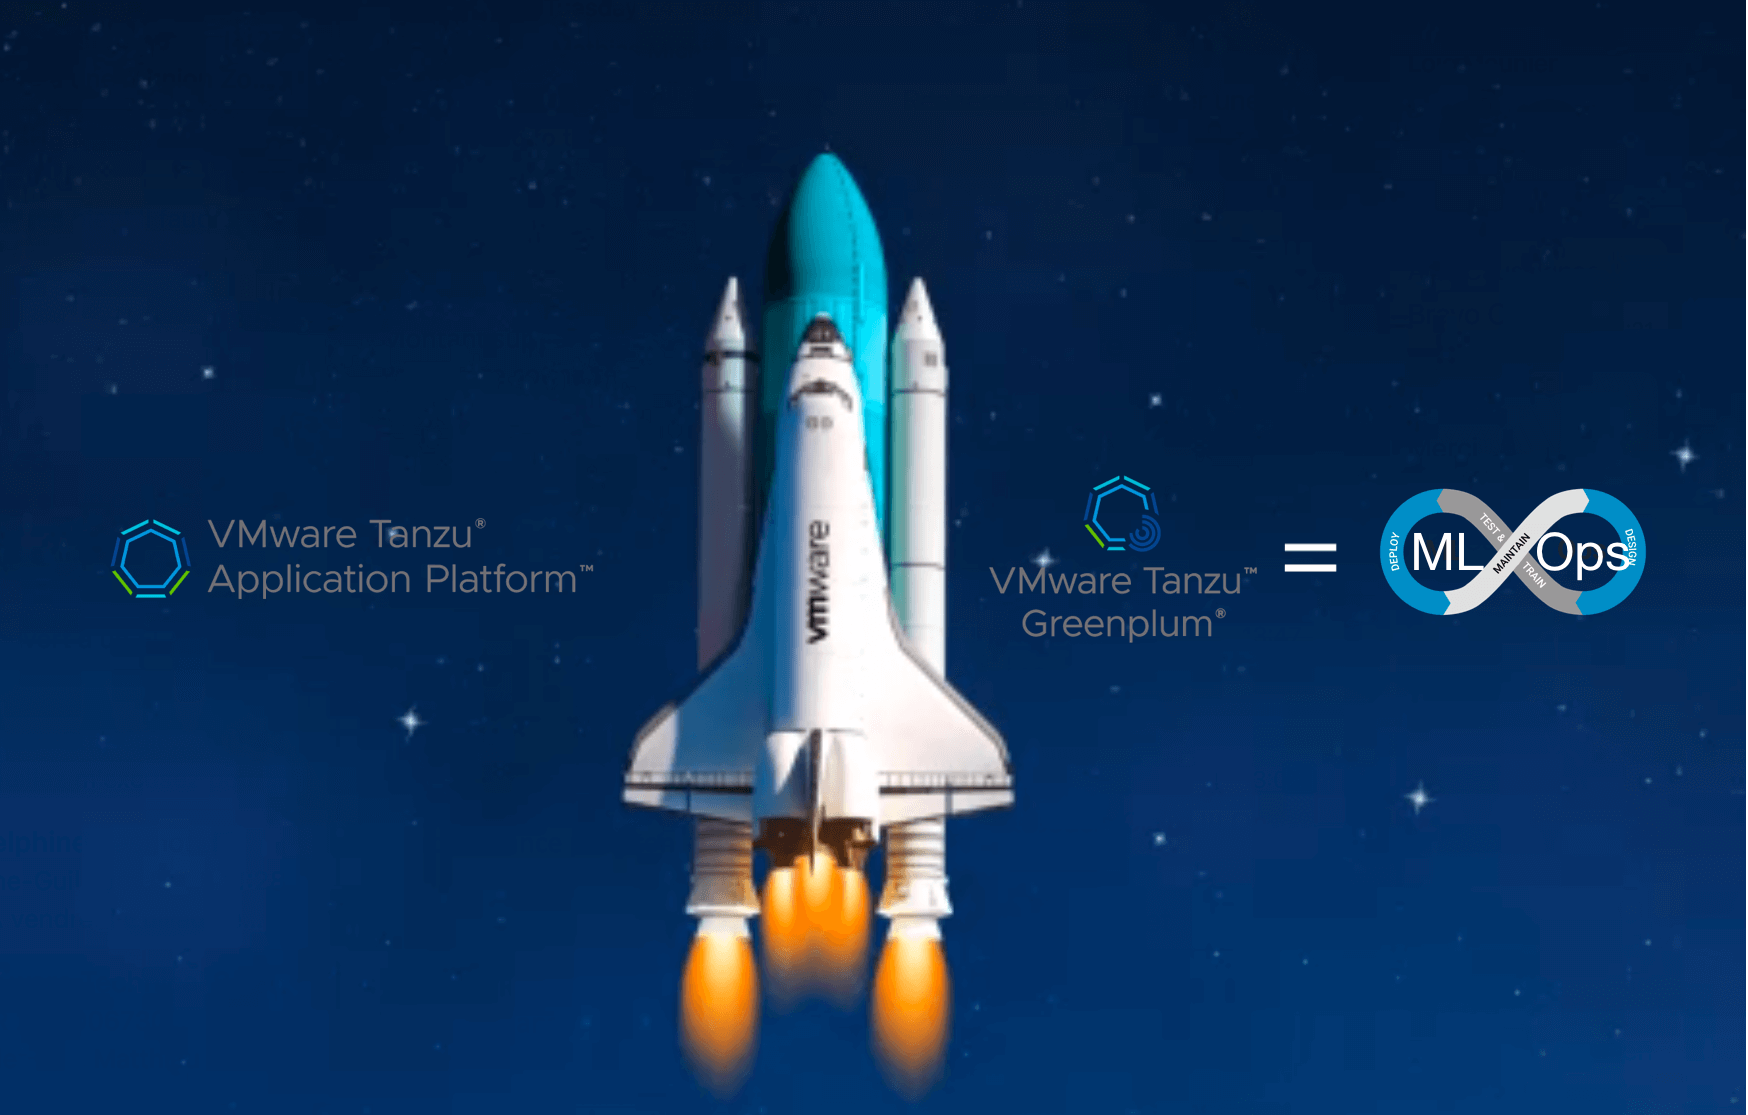 VMware Tanzu®
Application Platform™
vmware
VMware Tanzu™
Greenplum®
=
ML Ops
DEPLOY
TEST &
TRAIN
MAINTAIN
DESIGN